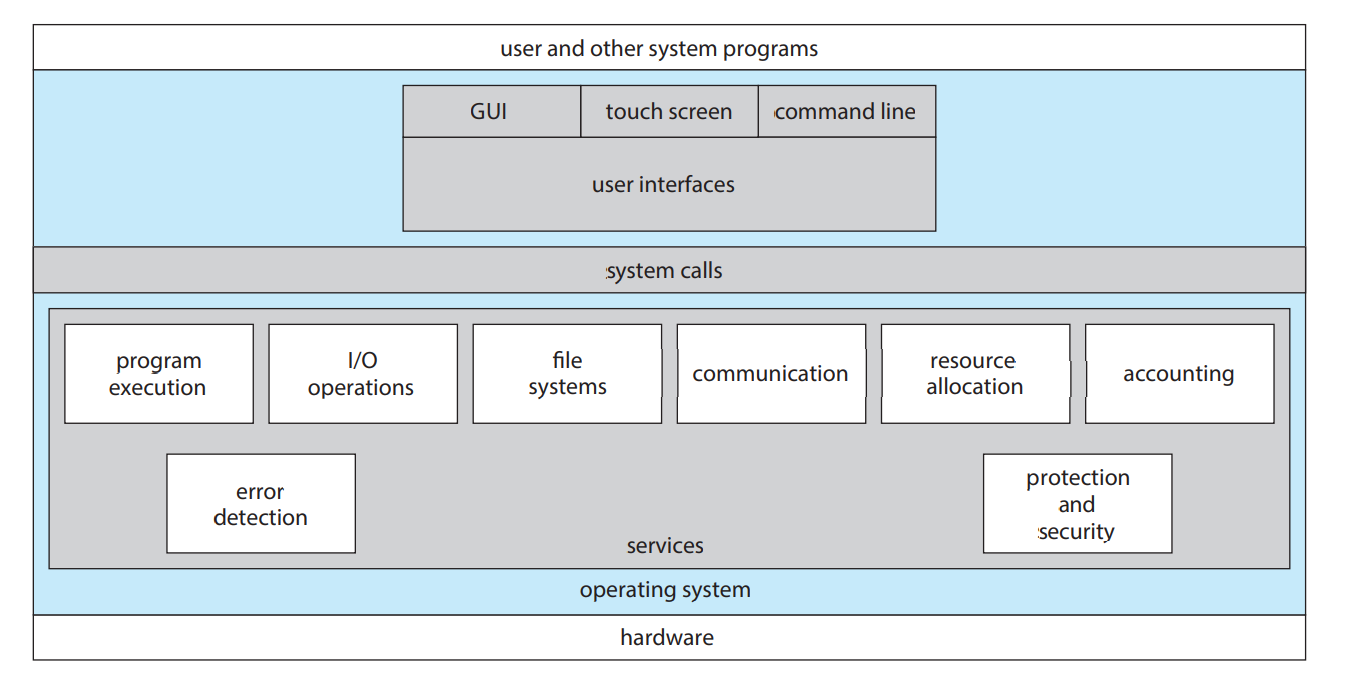 user and other system programs
GUI
touch screen
command line
user interfaces
system calls
program
execution
I/O
operations
file
systems
communication
resource
allocation
accounting
error
detection
protection
and
security
services
operating system
hardware